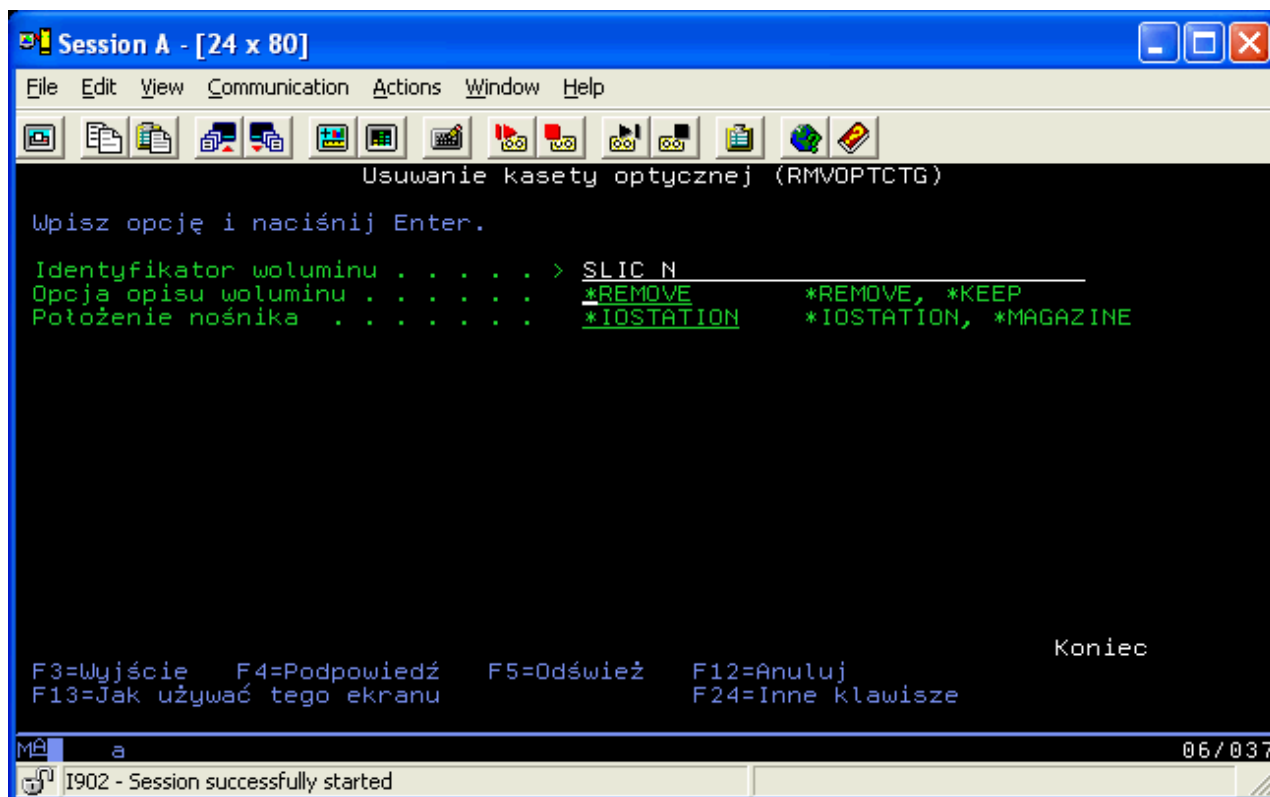 Session A - [24 x 80]
File Edit View Communication Actions Window Help
Usuwanie kasety optycznej (RMVOPTCTG)
Wpisz opcję i naciśnij Enter.
Identyfikator woluminu . . . . . > SLIC N
Opcja opisu woluminu . . . . . . *REMOVE *REMOVE, *KEEP
Położenie nośnika . . . . . . . *IOSTATION *IOSTATION, *MAGAZINE
Koniec
F3=Wyjście F4=Podpowiedź F5=Odśwież F12=Anuluj
F13=Jak używać tego ekranu F24=Inne klawisze
MA a 06/037
I902 - Session successfully started